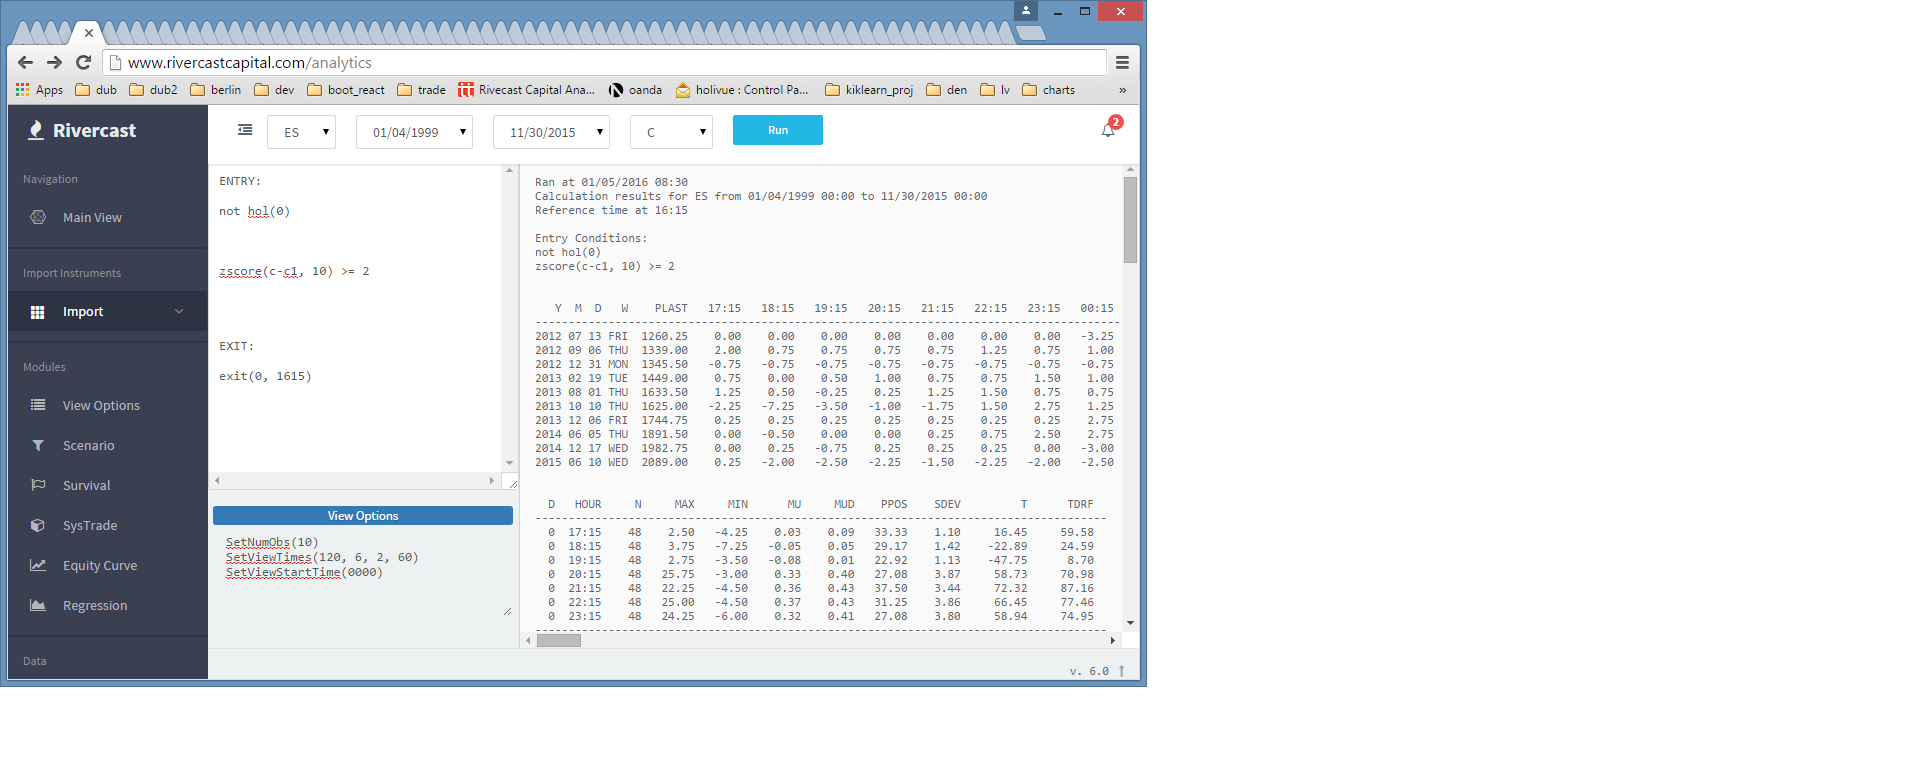 www.rivercastcapital.com/analytics
Apps dub dub2 berlin dev boot_react trade Rivecast Capital Ana... oanda holivue : Control Pa... kiklearn_proj den lv charts »
Rivercast
ES 01/04/1999 11/30/2015 C Run 2
Navigation
Main View
Import Instruments
Import
Modules
View Options
Scenario
Survival
SysTrade
Equity Curve
Regression
Data
ENTRY:
not hol(0)
zscore(c-c1, 10) >= 2
EXIT:
exit(0, 1615)
View Options
SetNumObs(10)
SetViewTimes(120, 6, 2, 60)
SetViewStartTime(0000)
Ran at 01/05/2016 08:30
Calculation results for ES from 01/04/1999 00:00 to 11/30/2015 00:00
Reference time at 16:15
Entry Conditions:
not hol(0)
zscore(c-c1, 10) >= 2
Y M D W PLAST 17:15 18:15 19:15 20:15 21:15 22:15 23:15 00:15
2012 07 13 FRI 1260.25 0.00 0.00 0.00 0.00 0.00 0.00 0.00 -3.25
2012 09 06 THU 1339.00 2.00 0.75 0.75 0.75 0.75 1.25 0.75 1.00
2012 12 31 MON 1345.50 -0.75 -0.75 -0.75 -0.75 -0.75 -0.75 -0.75 -0.75
2013 02 19 TUE 1449.00 0.75 0.00 0.50 1.00 0.75 0.75 1.50 1.00
2013 08 01 THU 1633.50 1.25 0.50 -0.25 0.25 1.25 1.50 0.75 0.75
2013 10 10 THU 1625.00 -2.25 -7.25 -3.50 -1.00 -1.75 1.50 2.75 1.25
2013 12 06 FRI 1744.75 0.25 0.25 0.25 0.25 0.25 0.25 0.25 2.75
2014 06 05 THU 1891.50 0.00 -0.50 0.00 0.00 0.25 0.75 2.50 2.75
2014 12 17 WED 1982.75 0.00 0.25 -0.75 0.25 0.25 0.25 0.00 -3.00
2015 06 10 WED 2089.00 0.25 -2.00 -2.50 -2.25 -1.50 -2.25 -2.00 -2.50
D HOUR N MAX MIN MU MUD PPOS SDEV T TDRF
0 17:15 48 2.50 -4.25 0.03 0.09 33.33 1.10 16.45 59.58
0 18:15 48 3.75 -7.25 -0.05 0.05 29.17 1.42 -22.89 24.59
0 19:15 48 2.75 -3.50 -0.08 0.01 22.92 1.13 -47.75 8.70
0 20:15 48 25.75 -3.00 0.33 0.40 27.08 3.87 58.73 70.98
0 21:15 48 22.25 -4.50 0.36 0.43 37.50 3.44 72.32 87.16
0 22:15 48 25.00 -4.50 0.37 0.43 31.25 3.86 66.45 77.46
0 23:15 48 24.25 -6.00 0.32 0.41 27.08 3.80 58.94 74.95
v. 6.0